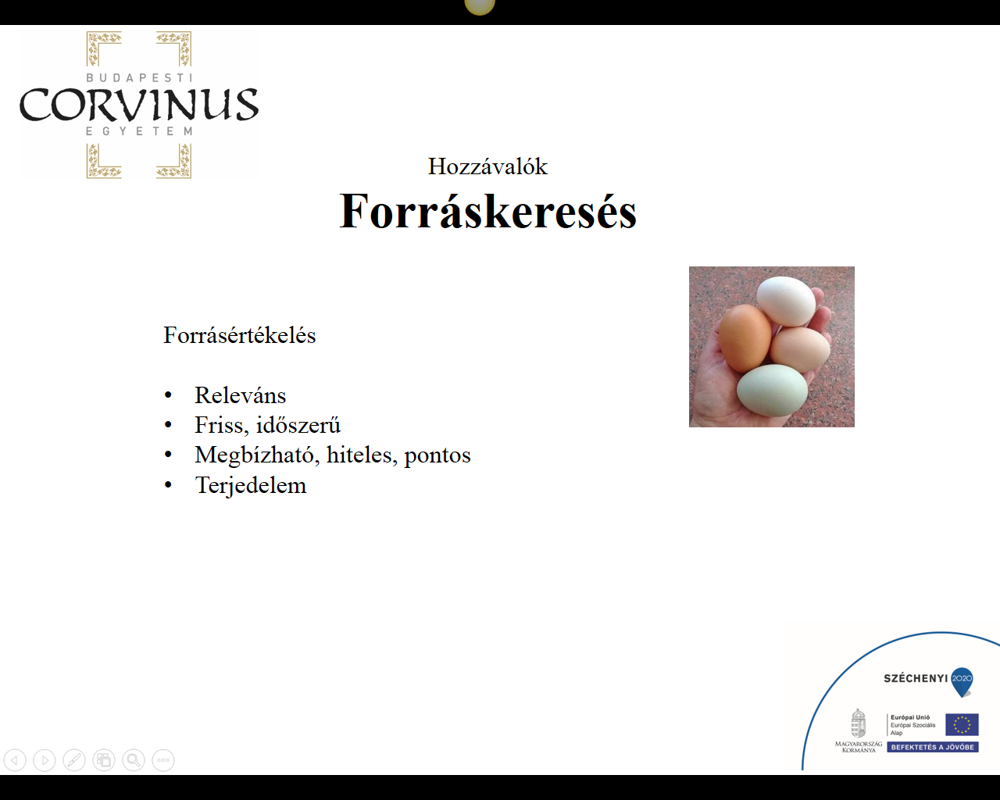 BUDAPESTI
CORVINUS
EGYETEM
Hozzávalók
Forráskeresés
Forrásértékelés
• Releváns
• Friss, időszerű
• Megbízható, hiteles, pontos
• Terjedelem
SZÉCHENYI 2020
MAGYARORSZÁG
KORMÁNYA
Európai Unió
Európai Szociális
Alap
BEFEKTETÉS A JÖVŐBE